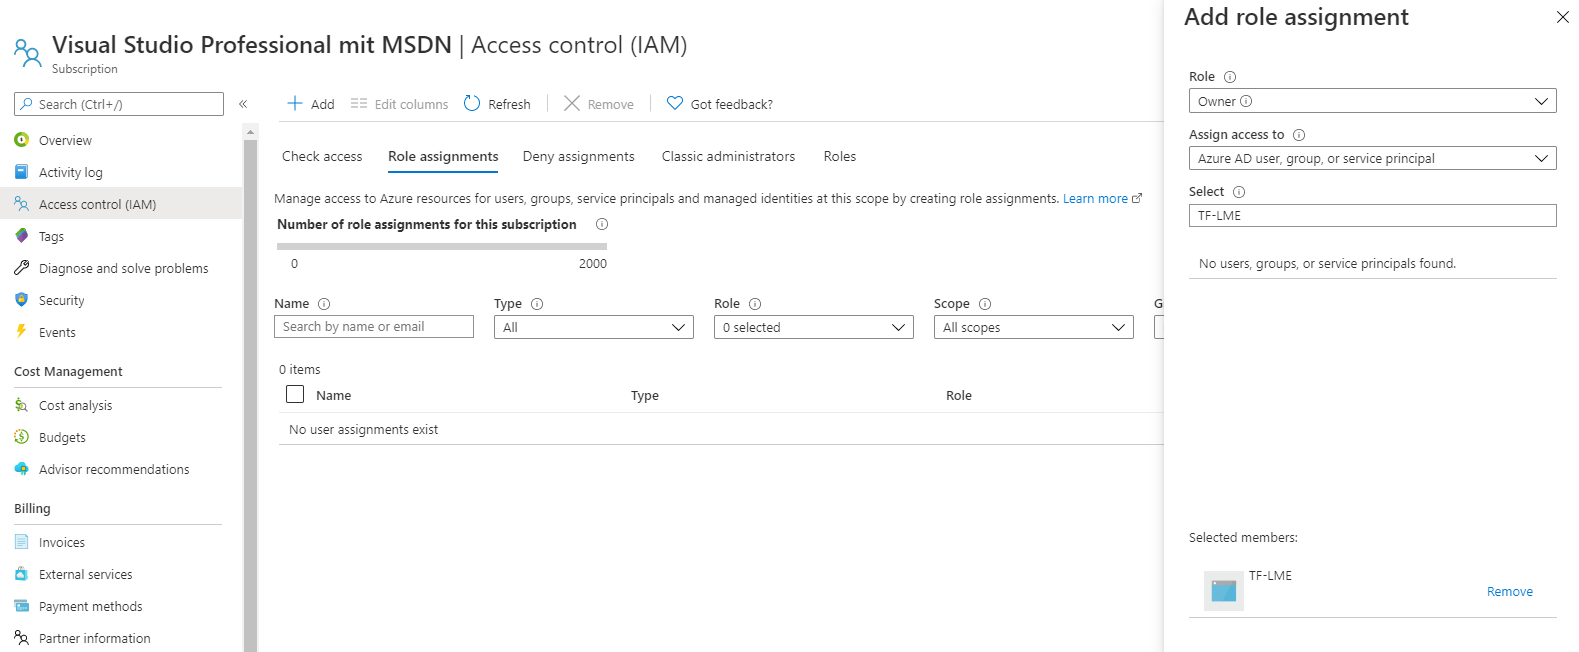 Visual Studio Professional mit MSDN | Access control (IAM)
Subscription
Search (Ctrl+/)
«
Overview
Activity log
Access control (IAM)
Tags
Diagnose and solve problems
Security
Events
Cost Management
Cost analysis
Budgets
Advisor recommendations
Billing
Invoices
External services
Payment methods
Partner information
Add Edit columns Refresh Remove Got feedback?
Check access Role assignments Deny assignments Classic administrators Roles
Manage access to Azure resources for users, groups, service principals and managed identities at this scope by creating role assignments. Learn more
Number of role assignments for this subscription
0 2000
Name Type Role Scope G
Search by name or email All 0 selected All scopes
0 items
Name Type Role
No user assignments exist
Add role assignment
Role
Owner
Assign access to
Azure AD user, group, or service principal
Select
TF-LME
No users, groups, or service principals found.
Selected members:
TF-LME
Remove